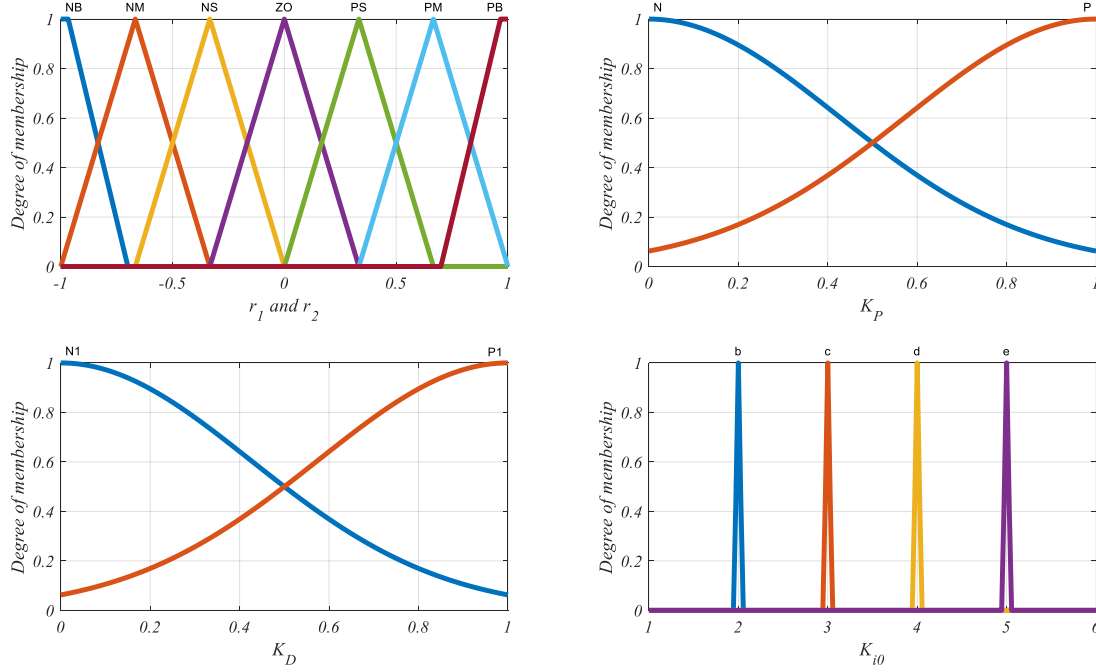 NB NM NS ZO PS PM PB
1
0.8
0.6
0.4
0.2
0
Degree of membership
-1 -0.5 0 0.5 1
r1 and r2
N P
1
0.8
0.6
0.4
0.2
0
Degree of membership
0 0.2 0.4 0.6 0.8 1
KP
N1 P1
1
0.8
0.6
0.4
0.2
0
Degree of membership
0 0.2 0.4 0.6 0.8 1
KD
b c d e
1
0.8
0.6
0.4
0.2
0
Degree of membership
1 2 3 4 5 6
Ki0